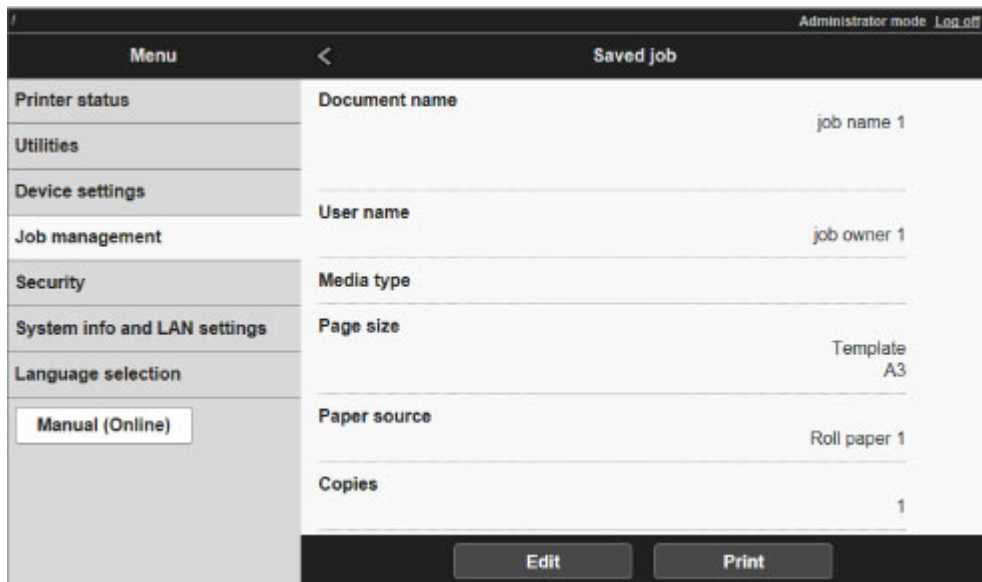 /
Administrator mode Log off
Menu
< Saved job
Printer status
Utilities
Device settings
Job management
Security
System info and LAN settings
Language selection
Manual (Online)
Document name
job name 1
User name
job owner 1
Media type
Page size
Template
A3
Paper source
Roll paper 1
Copies
1
Edit
Print